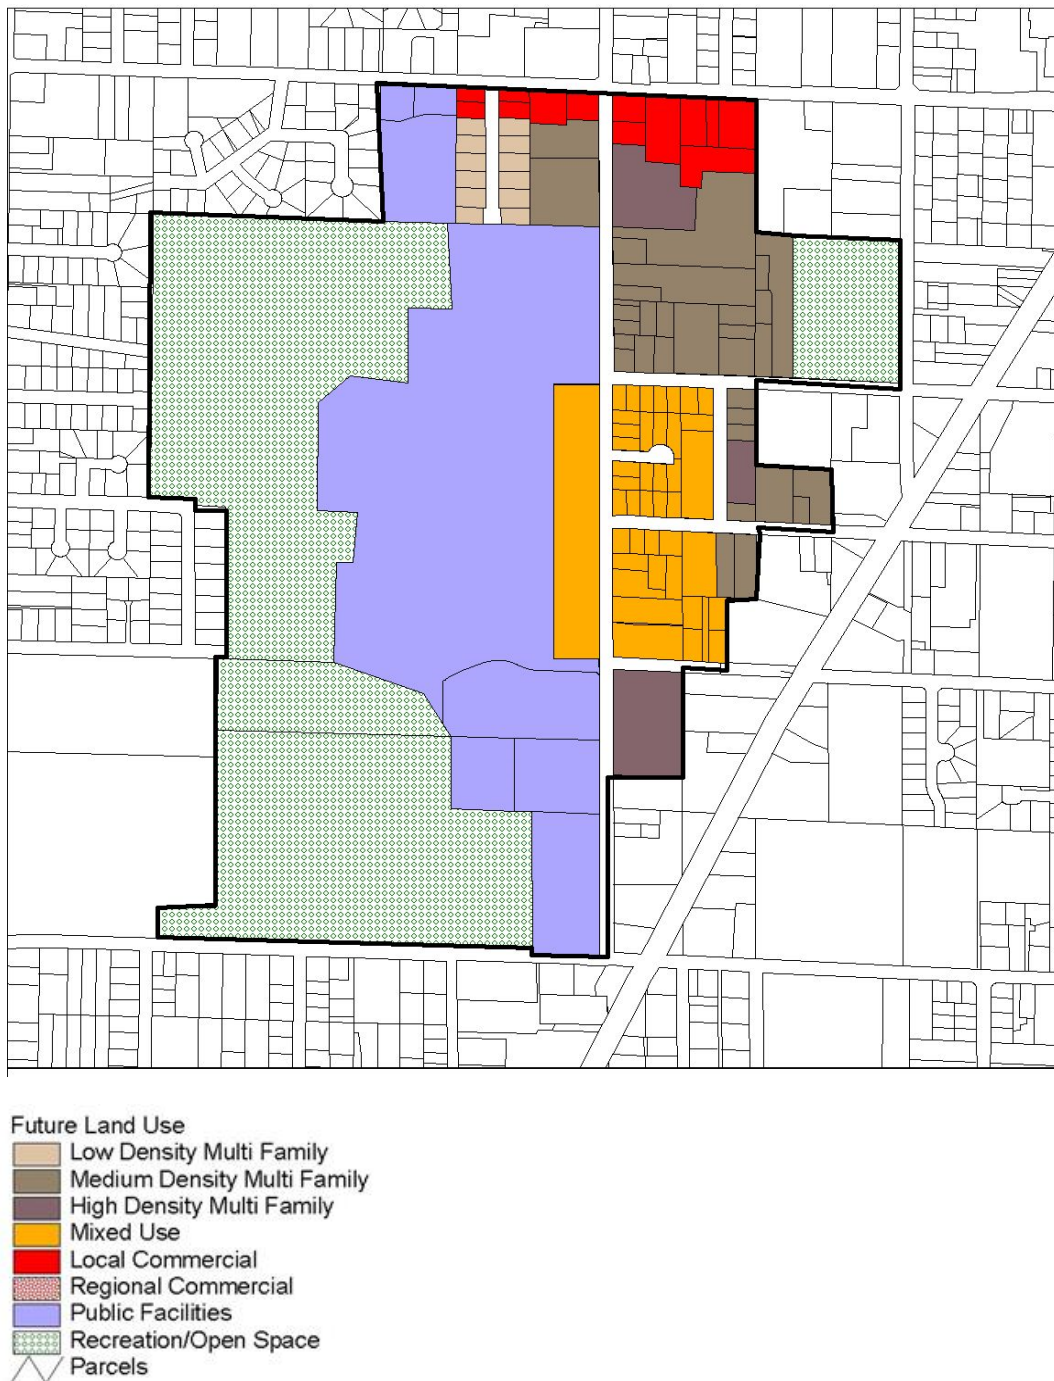 Future Land Use
Low Density Multi Family
Medium Density Multi Family
High Density Multi Family
Mixed Use
Local Commercial
Regional Commercial
Public Facilities
Recreation/Open Space
Parcels